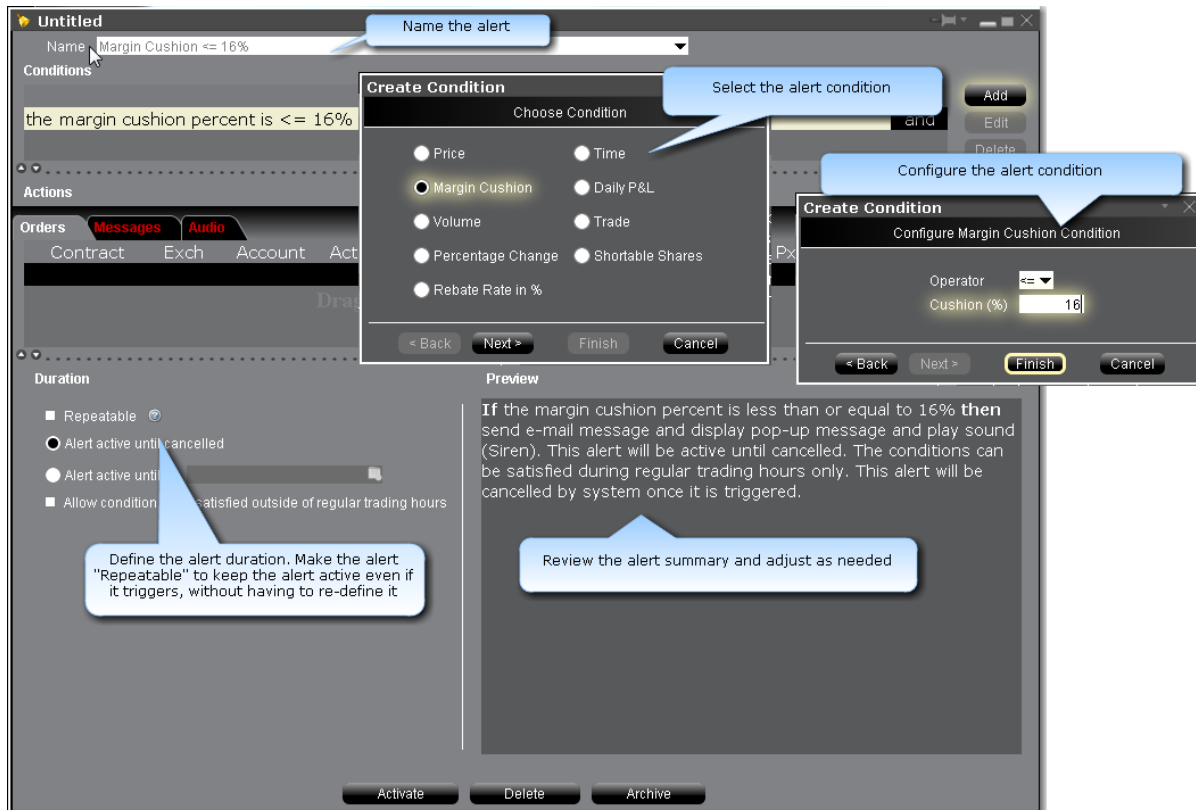 Untitled
Name the alert
Name Margin Cushion <= 16%
Conditions
the margin cushion percent is <= 16%
and
Add
Edit
Delete
Create Condition
Choose Condition
Select the alert condition
Price
Time
Margin Cushion
Daily P&L
Volume
Trade
Percentage Change
Shortable Shares
Rebate Rate in %
< Back
Next >
Finish
Cancel
Configure the alert condition
Create Condition
Configure Margin Cushion Condition
Operator <=
Cushion (%) 16
< Back
Next >
Finish
Cancel
Actions
Orders
Messages
Audio
Contract
Exch
Account
Act
Px
Drag
Duration
Repeatable
Alert active until cancelled
Alert active until
Allow condition satisfied outside of regular trading hours
Define the alert duration. Make the alert
"Repeatable" to keep the alert active even if
it triggers, without having to re-define it
Preview
If the margin cushion percent is less than or equal to 16% then
send e-mail message and display pop-up message and play sound
(Siren). This alert will be active until cancelled. The conditions can
be satisfied during regular trading hours only. This alert will be
cancelled by system once it is triggered.
Review the alert summary and adjust as needed
Activate
Delete
Archive